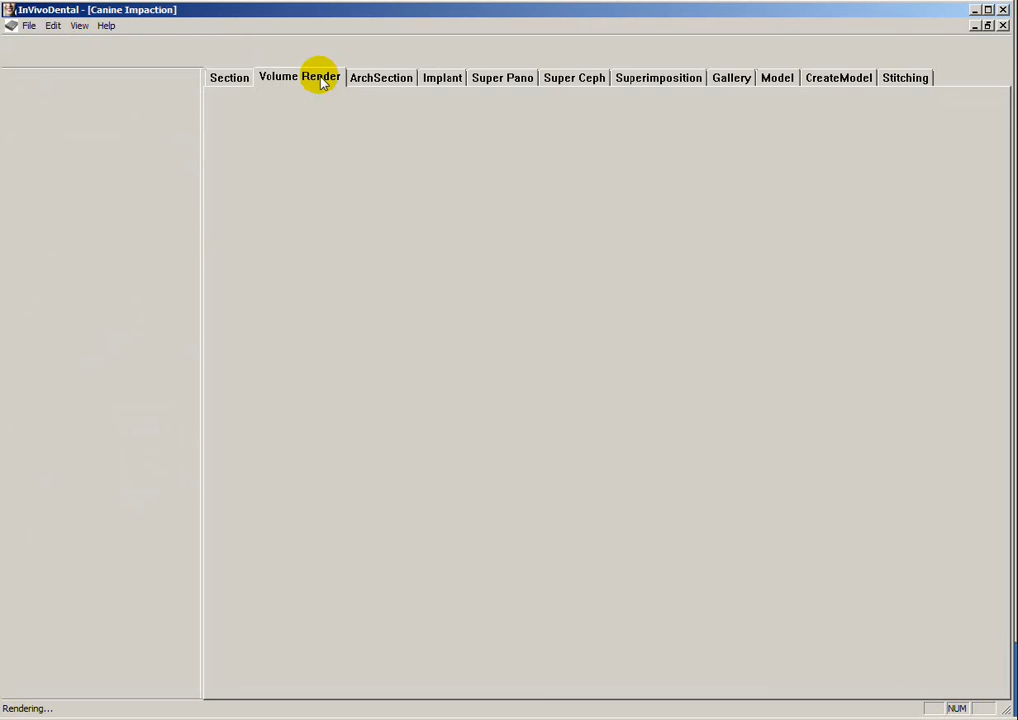 InVivoDental - [Canine Impaction]
File Edit View Help
Section Volume Render ArchSection Implant Super Pano Super Ceph Superimposition Gallery Model CreateModel Stitching
Rendering...
NUM